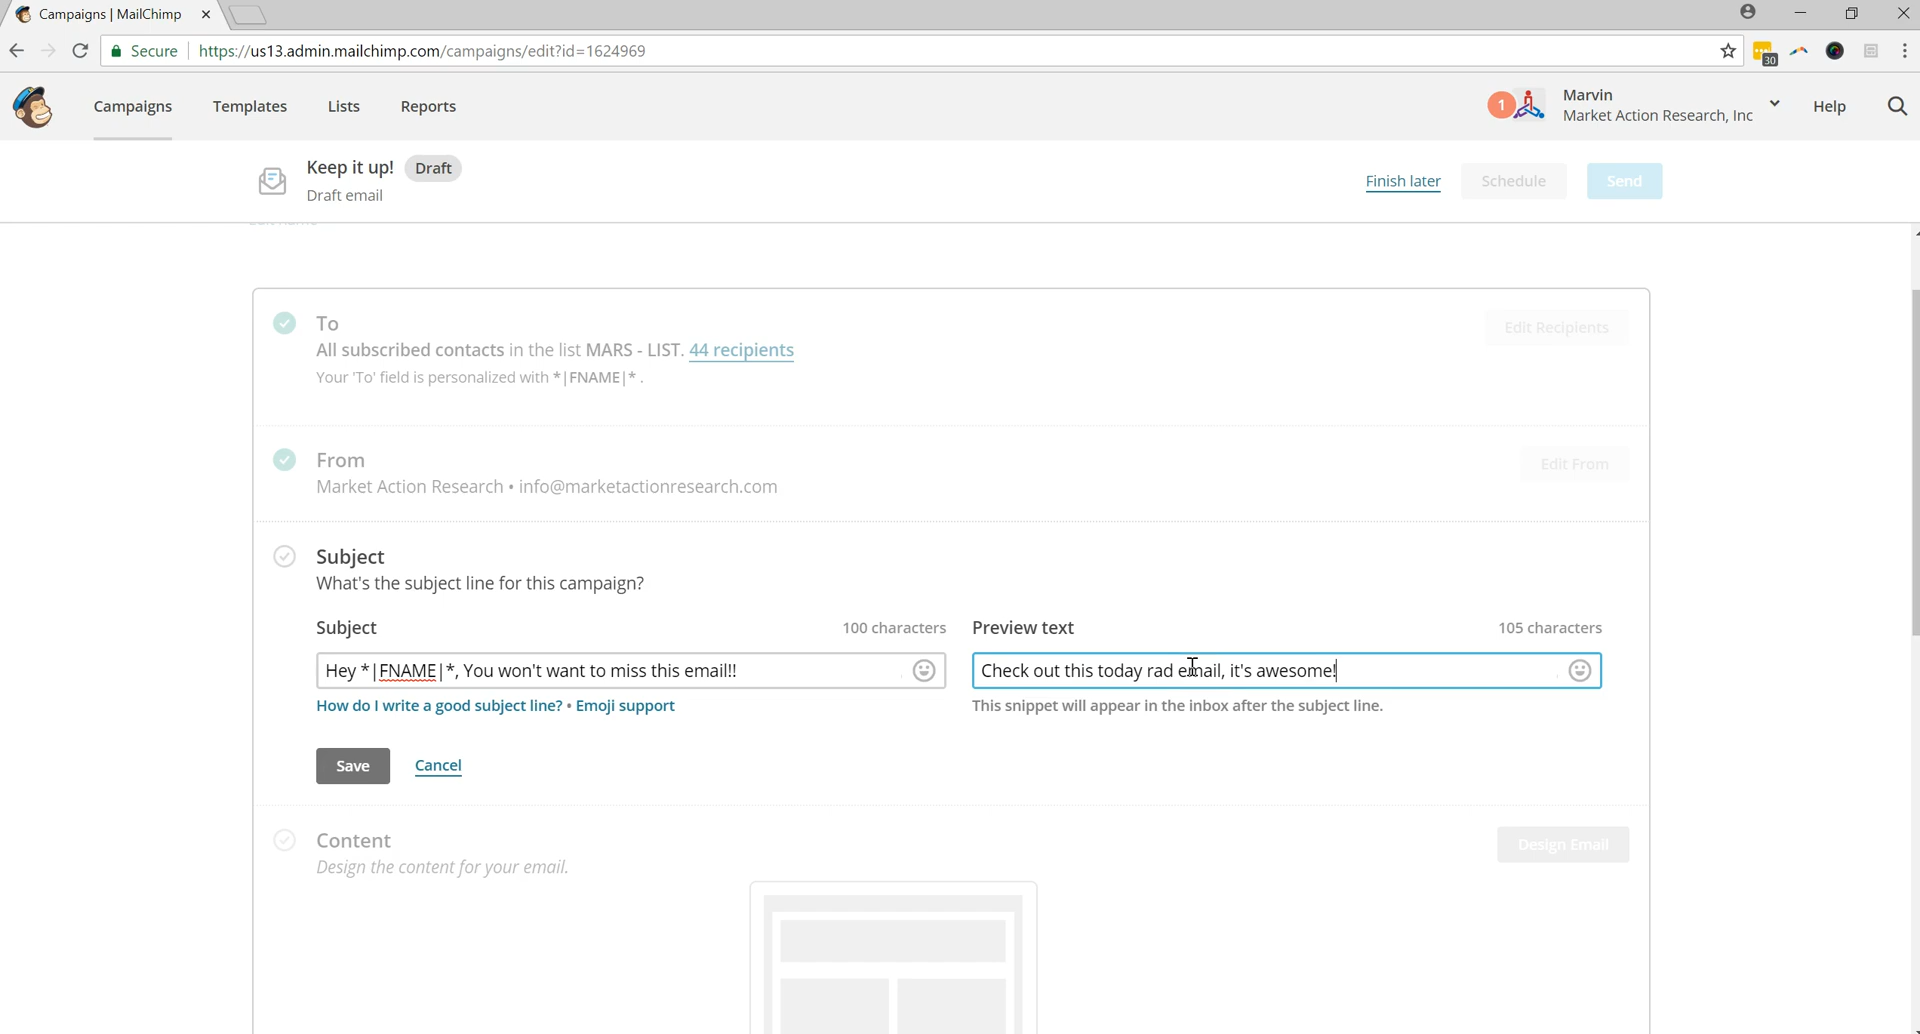 Campaigns | MailChimp
Secure
https://us13.admin.mailchimp.com/campaigns/edit?id=1624969
30
Campaigns
Templates
Lists
Reports
1
Marvin
Market Action Research, Inc
Help
Keep it up!
Draft
Draft email
Finish later
Schedule
Send
To
All subscribed contacts in the list MARS - LIST. 44 recipients
Your 'To' field is personalized with *|FNAME|* .
Edit Recipients
From
Market Action Research • info@marketactionresearch.com
Edit From
Subject
What's the subject line for this campaign?
Subject
100 characters
Preview text
105 characters
Hey *|FNAME|*, You won't want to miss this email!!
Check out this today rad email, it's awesome!
How do I write a good subject line? • Emoji support
This snippet will appear in the inbox after the subject line.
Save
Cancel
Content
Design the content for your email.
Design Email